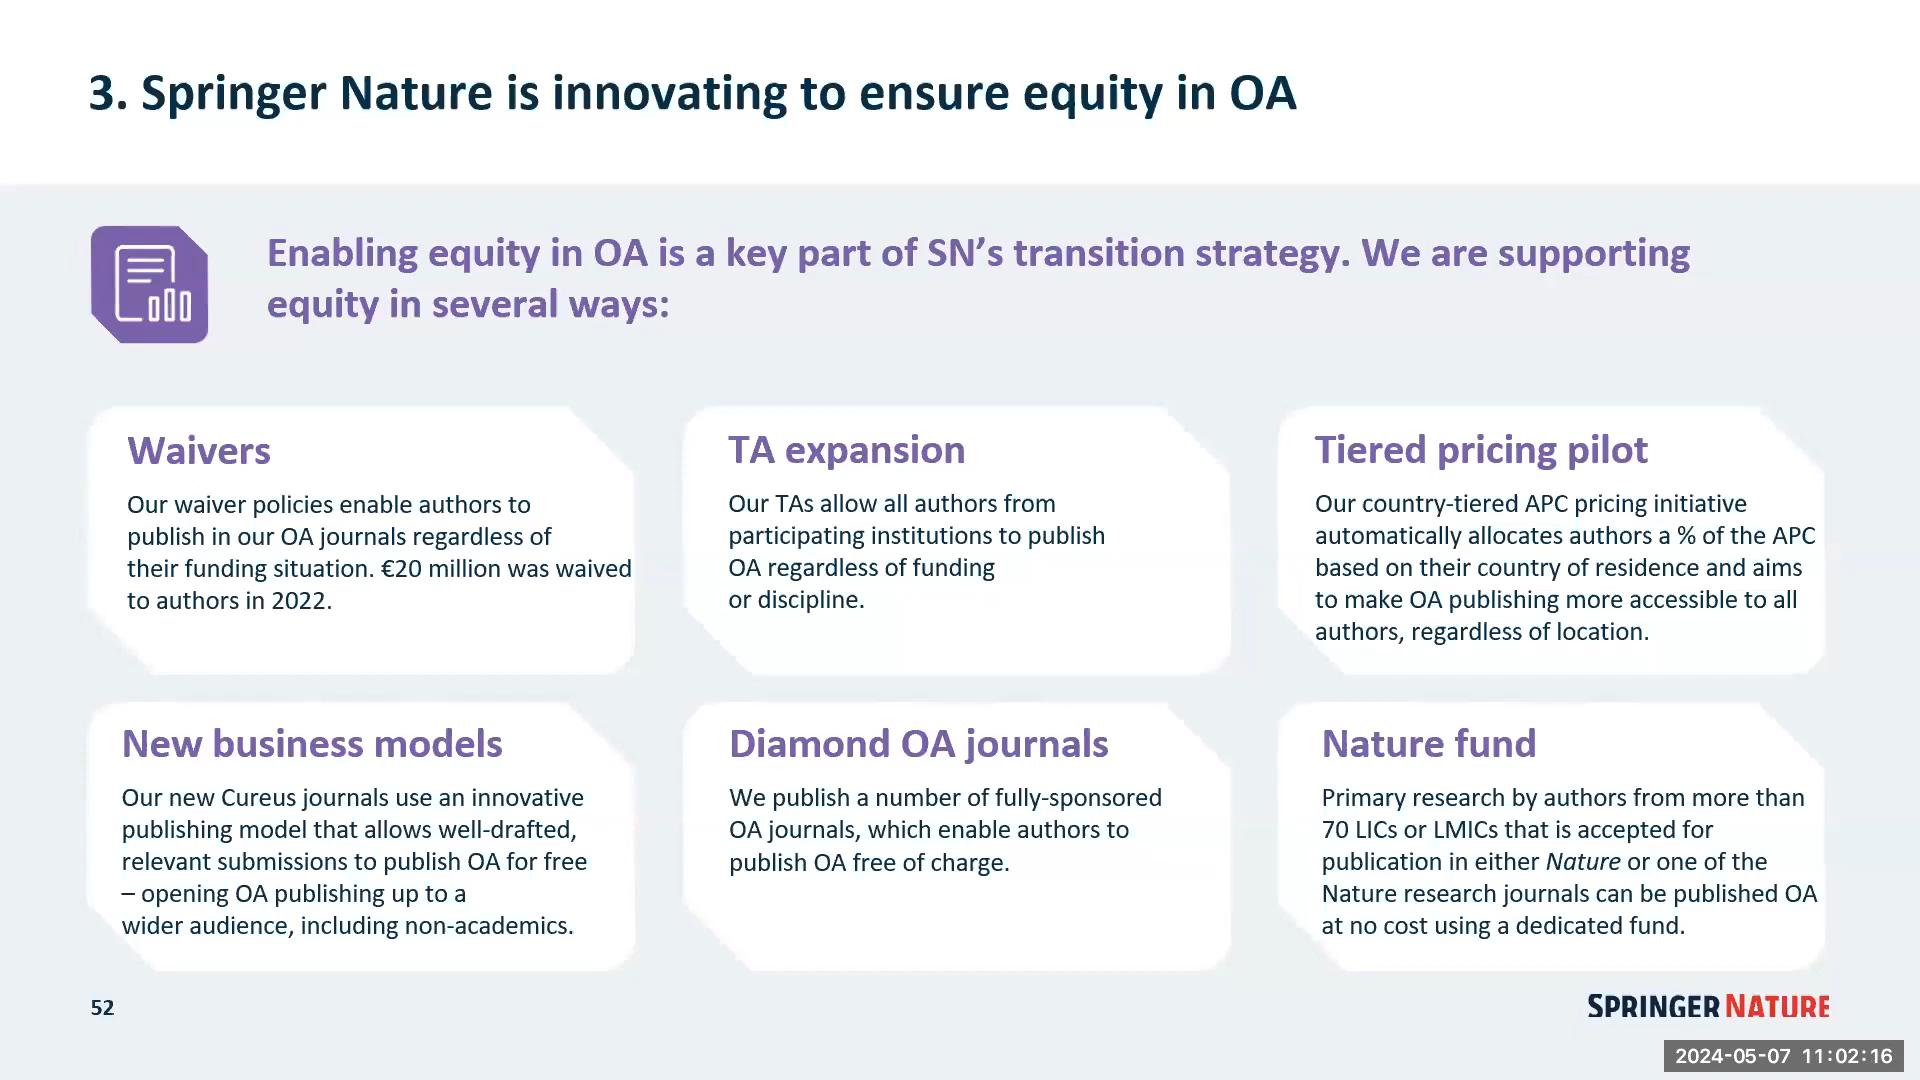 3. Springer Nature is innovating to ensure equity in OA
Enabling equity in OA is a key part of SN’s transition strategy. We are supporting
equity in several ways:
Waivers
Our waiver policies enable authors to
publish in our OA journals regardless of
their funding situation. €20 million was waived
to authors in 2022.
TA expansion
Our TAs allow all authors from
participating institutions to publish
OA regardless of funding
or discipline.
Tiered pricing pilot
Our country-tiered APC pricing initiative
automatically allocates authors a % of the APC
based on their country of residence and aims
to make OA publishing more accessible to all
authors, regardless of location.
New business models
Our new Cureus journals use an innovative
publishing model that allows well-drafted,
relevant submissions to publish OA for free
– opening OA publishing up to a
wider audience, including non-academics.
Diamond OA journals
We publish a number of fully-sponsored
OA journals, which enable authors to
publish OA free of charge.
Nature fund
Primary research by authors from more than
70 LICs or LMICs that is accepted for
publication in either Nature or one of the
Nature research journals can be published OA
at no cost using a dedicated fund.
52
SPRINGER NATURE
2024-05-07 11:02:16